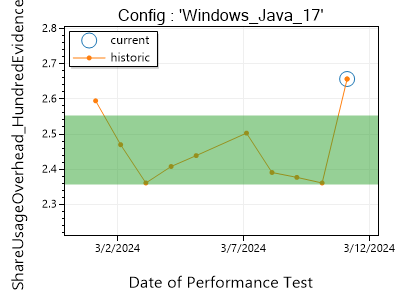 Config : 'Windows_Java_17'
ShareUsageOverhead_HundredEvidence
2.8
2.7
2.6
2.5
2.4
2.3
current
historic
3/2/2024
3/7/2024
3/12/2024
Date of Performance Test